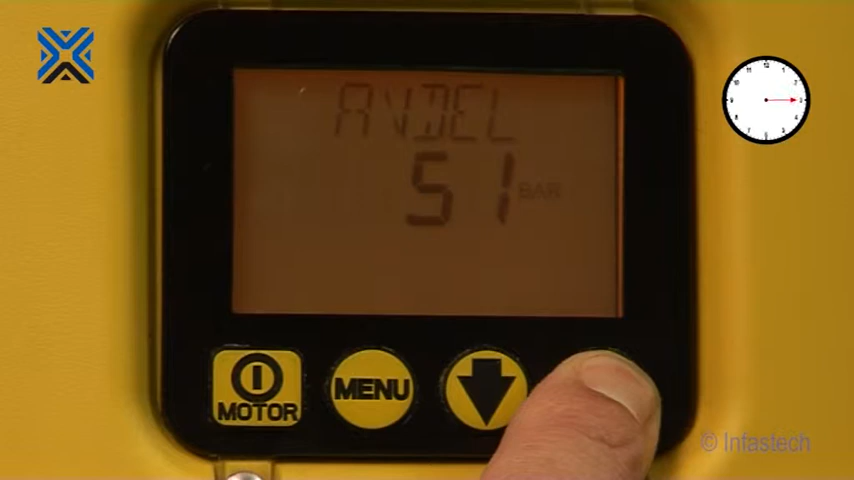 AVDEL
51 BAR
MOTOR
MENU
© Infastech